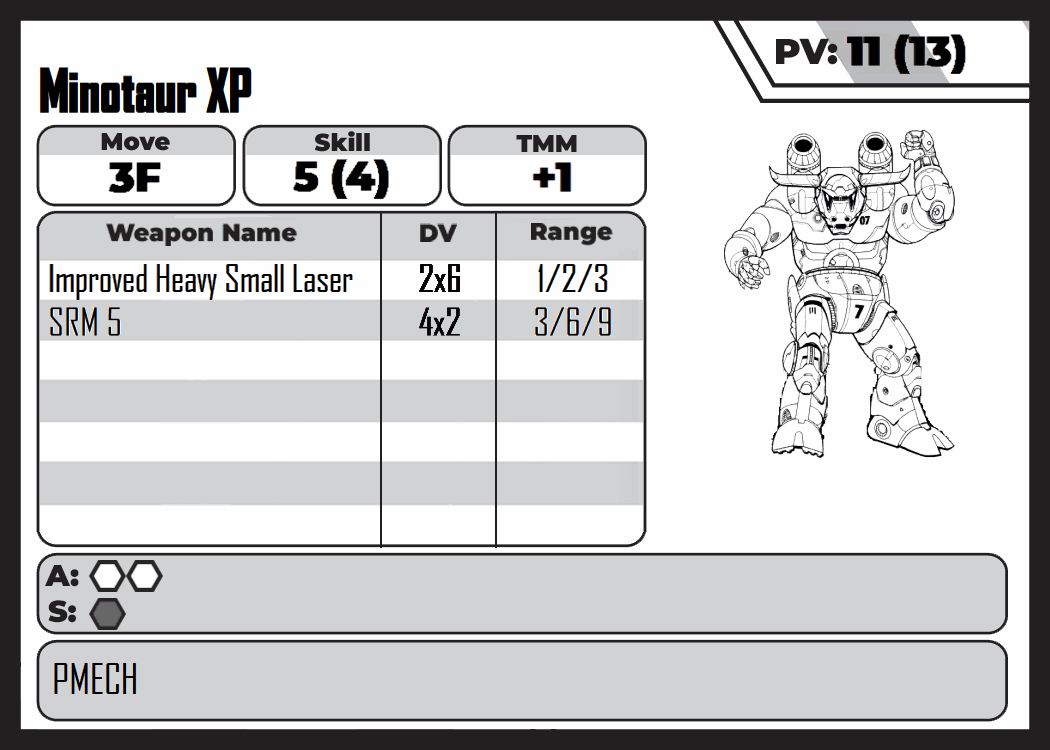 PV: 11 (13)
Minotaur XP
Move Skill TMM
3F 5 (4) +1
Weapon Name DV Range
Improved Heavy Small Laser 2x6 1/2/3
SRM 5 4x2 3/6/9
07
7
A:
S:
PMECH